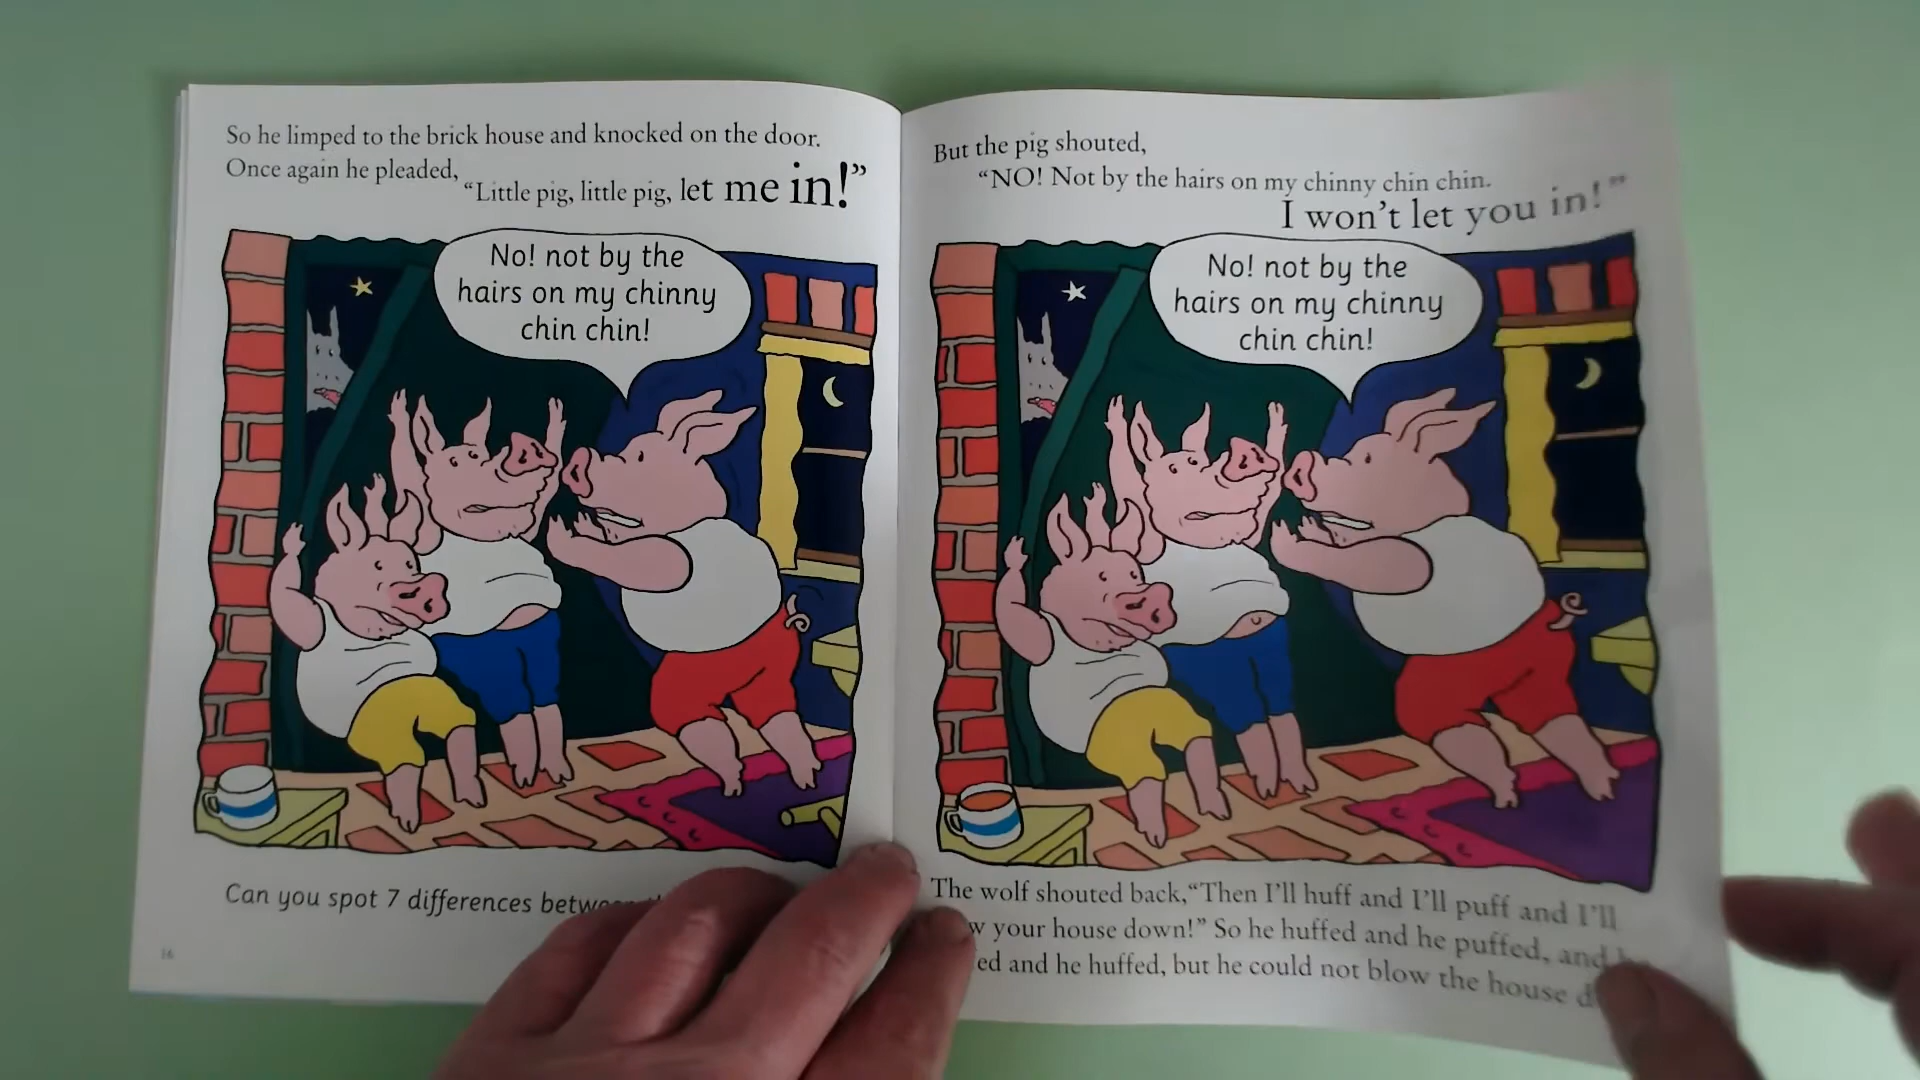 So he limped to the brick house and knocked on the door.
Once again he pleaded,
“Little pig, little pig, let me in!”
No! not by the
hairs on my chinny
chin chin!
Can you spot 7 differences
16
But the pig shouted,
“NO! Not by the hairs on my chinny chin chin.
I won’t let you in!”
No! not by the
hairs on my chinny
chin chin!
The wolf shouted back, “Then I’ll huff and I’ll puff and I’ll
your house down!” So he huffed and he puffed, and
and he huffed, but he could not blow the house